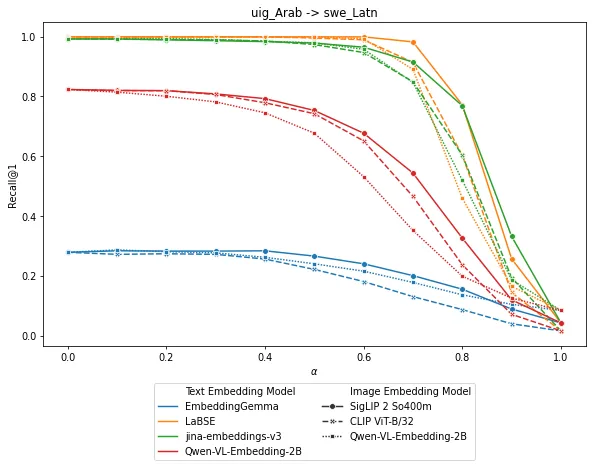 uig_Arab -> swe_Latn
Recall@1
1.0
0.8
0.6
0.4
0.2
0.0
0.0 0.2 0.4 0.6 0.8 1.0
α
Text Embedding Model
EmbeddingGemma
LaBSE
jina-embeddings-v3
Qwen-VL-Embedding-2B
Image Embedding Model
SigLIP 2 So400m
CLIP ViT-B/32
Qwen-VL-Embedding-2B